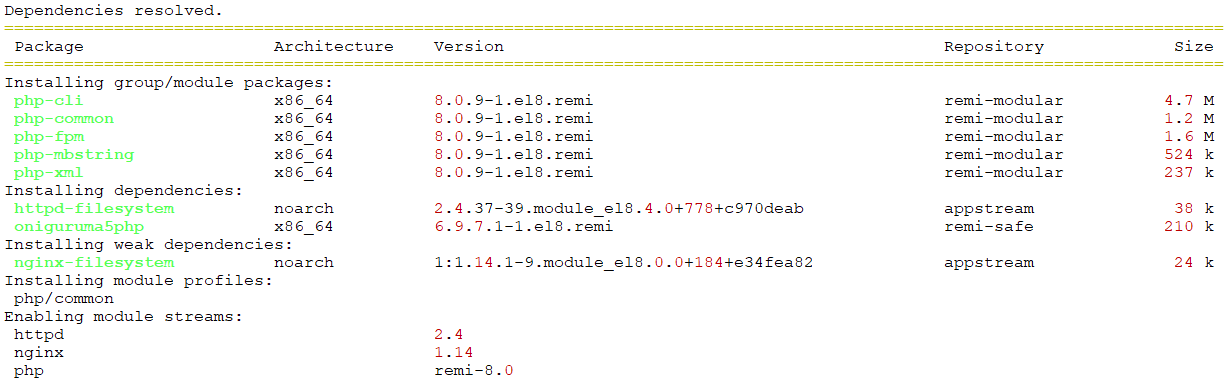 Dependencies resolved.
================================================================================
Package Architecture Version Repository Size
================================================================================
Installing group/module packages:
php-cli x86_64 8.0.9-1.el8.remi remi-modular 4.7 M
php-common x86_64 8.0.9-1.el8.remi remi-modular 1.2 M
php-fpm x86_64 8.0.9-1.el8.remi remi-modular 1.6 M
php-mbstring x86_64 8.0.9-1.el8.remi remi-modular 524 k
php-xml x86_64 8.0.9-1.el8.remi remi-modular 237 k
Installing dependencies:
httpd-filesystem noarch 2.4.37-39.module_el8.4.0+778+c970deab appstream 38 k
oniguruma5php x86_64 6.9.7.1-1.el8.remi remi-safe 210 k
Installing weak dependencies:
nginx-filesystem noarch 1:1.14.1-9.module_el8.0.0+184+e34fea82 appstream 24 k
Installing module profiles:
php/common
Enabling module streams:
httpd 2.4
nginx 1.14
php remi-8.0